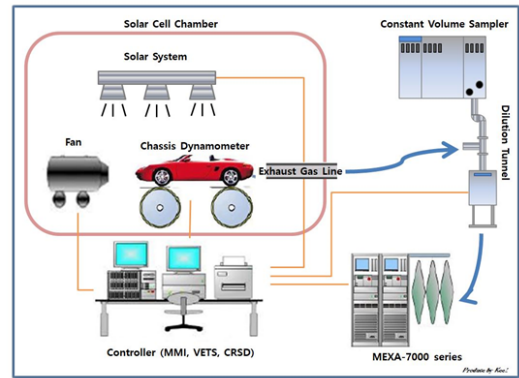 Solar Cell Chamber
Constant Volume Sampler
Solar System
Dilution Tunnel
Fan
Chassis Dynamometer
Exhaust Gas Line
Controller (MMI, VETS, CRSD)
MEXA-7000 series